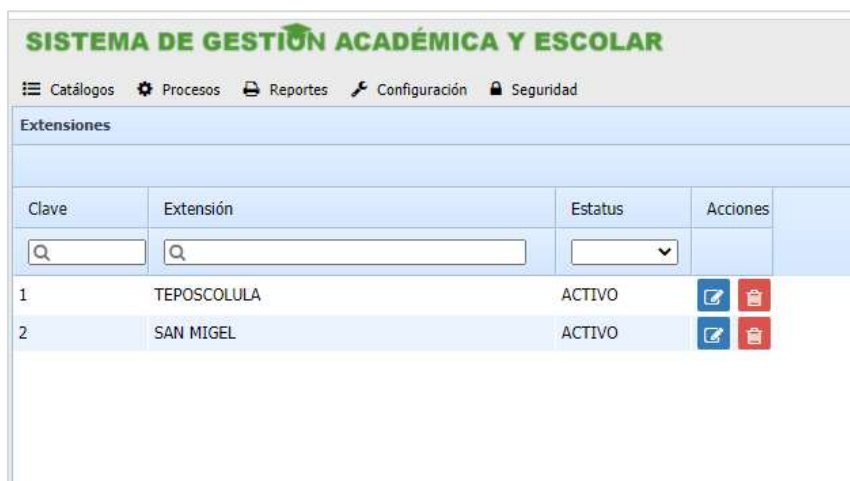 SISTEMA DE GESTIÓN ACADÉMICA Y ESCOLAR
Catálogos Procesos Reportes Configuración Seguridad
Extensiones
Clave Extensión Estatus Acciones
1 TEPOSCOLULA ACTIVO
2 SAN MIGEL ACTIVO